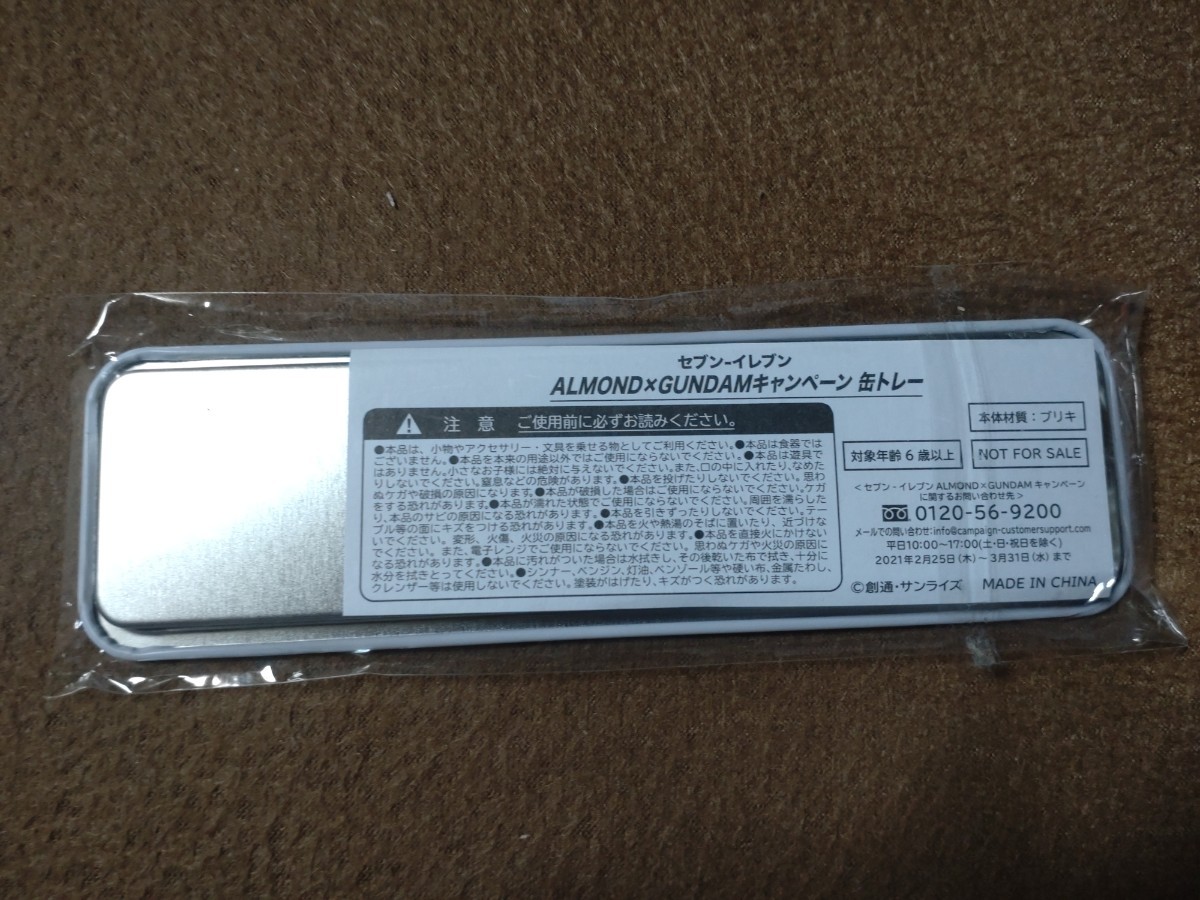 セブン-イレブン
ALMOND×GUNDAMキャンペーン 缶トレー
注 意 ご使用前に必ずお読みください。
●本品は、小物やアクセサリー・文具を乗せる物としてご利用ください。●本品は食器では
ございません。●本品を本来の用途以外ではご使用にならないでください。●本品は遊具で
はありません。小さなお子様には絶対に与えないでください。また、口の中に入れたり、なめた
りしないでください。窒息などの危険があります。●本品を投げたりしないでください。思わ
ぬケガや破損の原因になります。●本品が破損した場合はご使用にならないでください。ケガ
をする恐れがあります。●本品が濡れた状態でご使用にならないでください。周囲を濡らした
り、本品のサビの原因になる恐れがあります。●本品を引きずったりしないでください。テー
ブル等の面にキズをつける恐れがあります。●本品を火や熱湯のそばに置いたり、近づけな
いでください。変形、火傷、火災の原因になる恐れがあります。●本品を直接火にかけない
でください。また、電子レンジでご使用にならないでください。思わぬケガや火災の原因に
なる恐れがあります。●本品に汚れがついた場合は水拭きし、その後乾いた布で拭き、十分に
水分を拭きとってください。●シンナー、ベンジン、灯油、ベンゾール等や硬い布、金属たわし、
クレンザー等は使用しないでください。塗装がはげたり、キズがつく恐れがあります。
本体材質：ブリキ
対象年齢6歳以上
NOT FOR SALE
＜セブン-イレブン ALMOND×GUNDAM キャンペーン
に関するお問い合わせ先＞
0120-56-9200
メールでの問い合わせ:info@campaign-customersupport.com
平日10:00～17:00(土・日・祝日を除く)
2021年2月25日(木)～3月31日(水)まで
©創通・サンライズ MADE IN CHINA